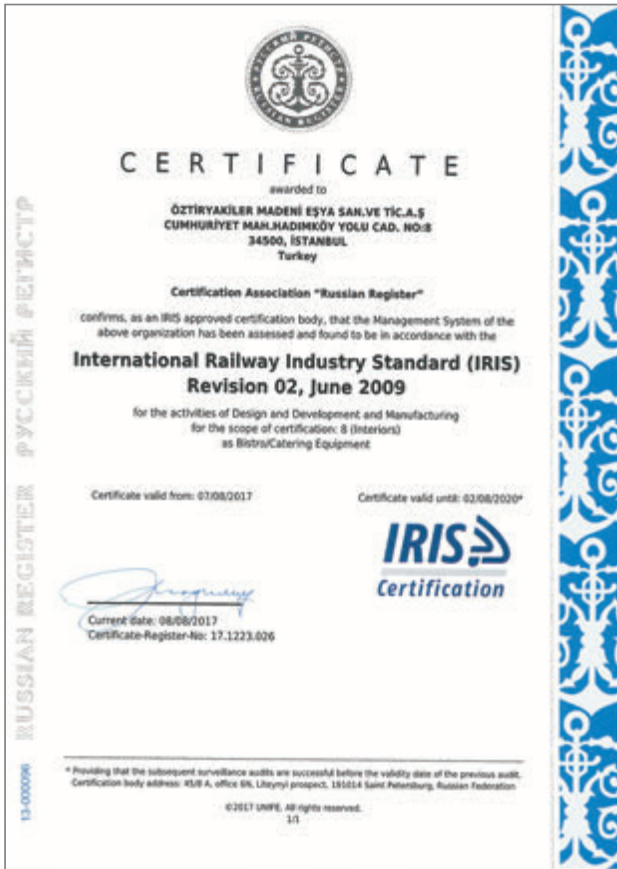 РУССКИЙ РЕГИСТР
RUSSIAN REGISTER
CERTIFICATE
awarded to
ÖZTİRYAKİLER MADENİ EŞYA SAN.VE TİC.A.Ş
CUMHURİYET MAH.HADIMKÖY YOLU CAD. NO:8
34500, İSTANBUL
Turkey
Certification Association "Russian Register"
confirms, as an IRIS approved certification body, that the Management System of the
above organization has been assessed and found to be in accordance with the
International Railway Industry Standard (IRIS)
Revision 02, June 2009
for the activities of Design and Development and Manufacturing
for the scope of certification: 8 (Interiors)
as Bistro/Catering Equipment
Certificate valid from: 07/08/2017
Certificate valid until: 02/08/2020*
IRIS
Certification
Current date: 08/08/2017
Certificate-Register-No: 17.1223.026
* Providing that the subsequent surveillance audits are successful before the validity date of the previous audit.
Certification body address: A, office 6N, Liteynyi prospect, 191014 Saint Petersburg, Russian Federation
©2017 UNIFE, All rights reserved.
1/1
13-000096 RUSSIAN REGISTER РУССКИЙ РЕГИСТР